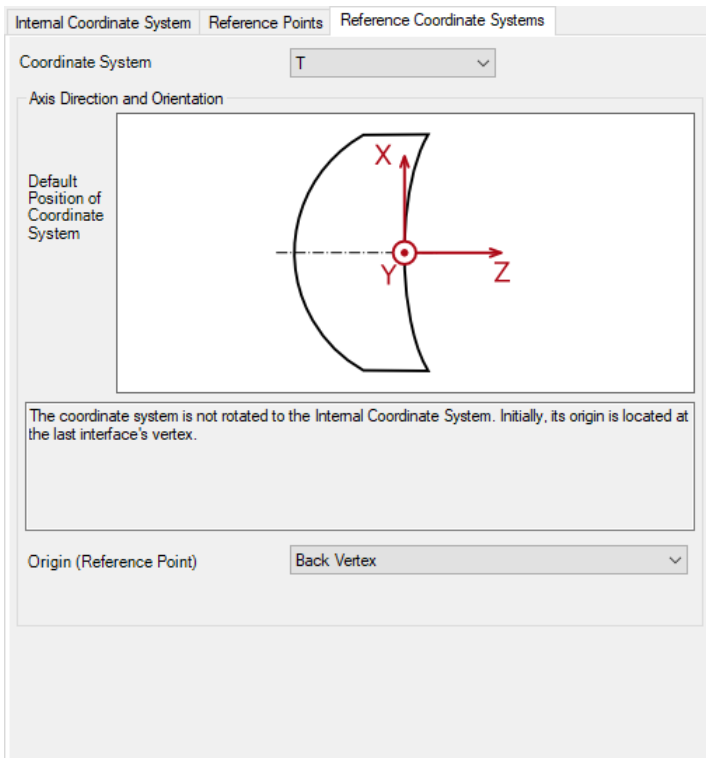 Internal Coordinate System
Reference Points
Reference Coordinate Systems
Coordinate System
T
Axis Direction and Orientation
Default
Position of
Coordinate
System
X
Y
Z
The coordinate system is not rotated to the Internal Coordinate System. Initially, its origin is located at
the last interface's vertex.
Origin (Reference Point)
Back Vertex